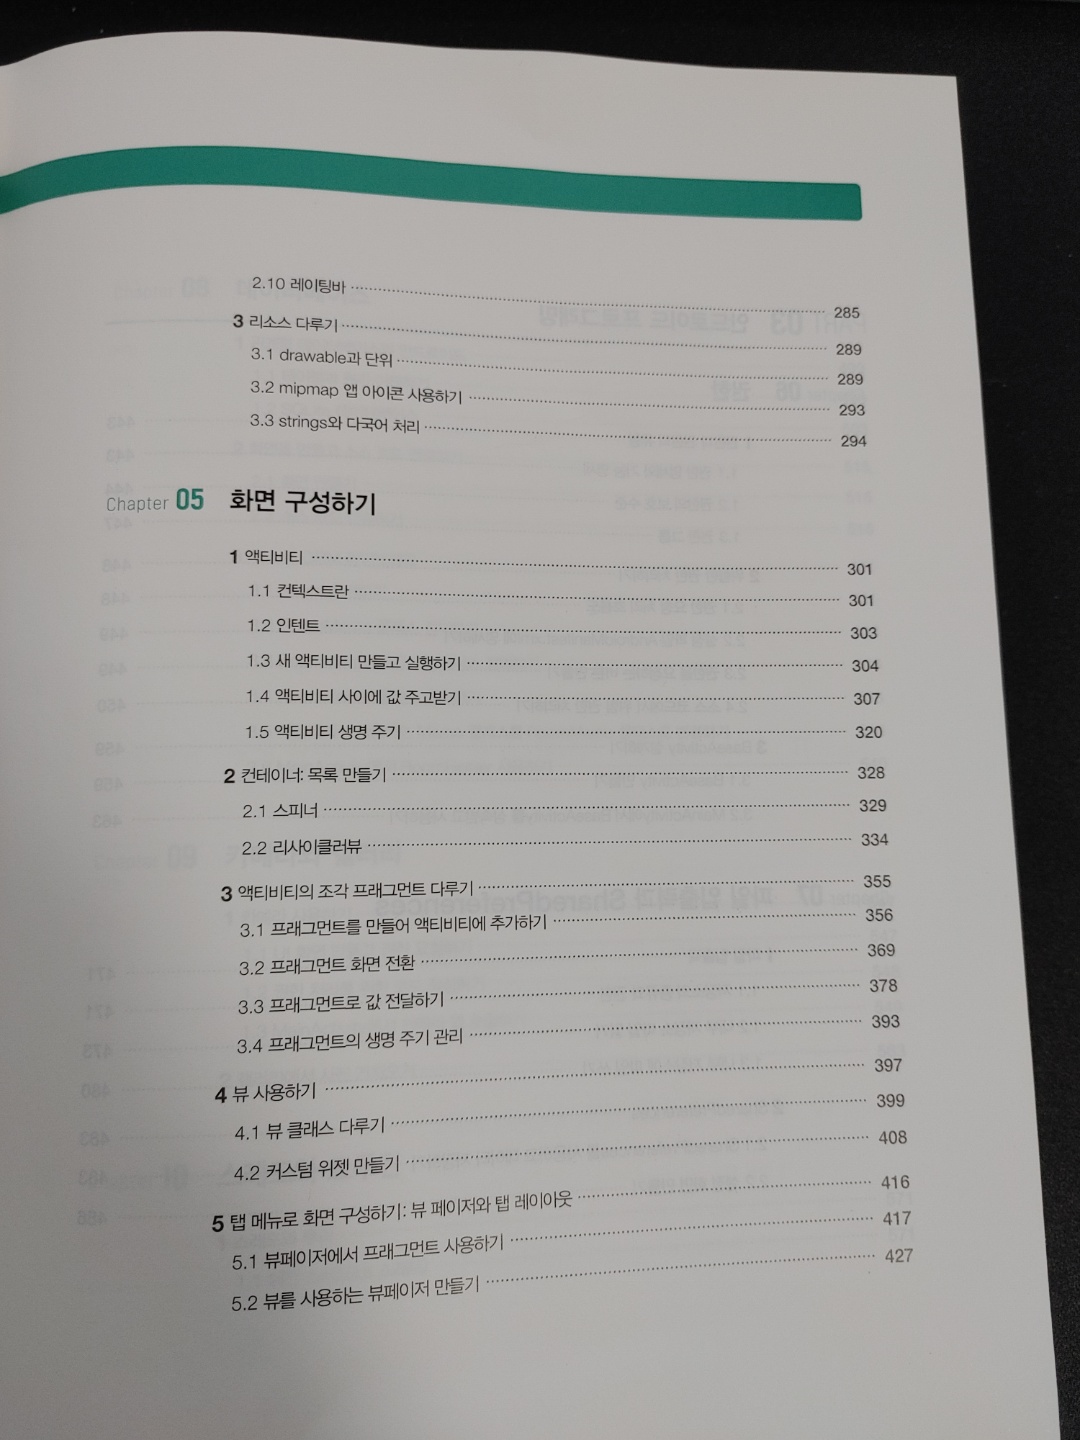 2.10 레이팅바 285
3 리소스 다루기 289
3.1 drawable과 단위 289
3.2 mipmap 앱 아이콘 사용하기 293
3.3 strings와 다국어 처리 294
Chapter 05 화면 구성하기
1 액티비티 301
1.1 컨텍스트란 301
1.2 인텐트 303
1.3 새 액티비티 만들고 실행하기 304
1.4 액티비티 사이에 값 주고받기 307
1.5 액티비티 생명 주기 320
2 컨테이너: 목록 만들기 328
2.1 스피너 329
2.2 리사이클러뷰 334
3 액티비티의 조각 프래그먼트 다루기 355
3.1 프래그먼트를 만들어 액티비티에 추가하기 356
3.2 프래그먼트 화면 전환 369
3.3 프래그먼트로 값 전달하기 378
3.4 프래그먼트의 생명 주기 관리 393
4 뷰 사용하기 397
4.1 뷰 클래스 다루기 399
4.2 커스텀 위젯 만들기 408
5 탭 메뉴로 화면 구성하기: 뷰 페이저와 탭 레이아웃 416
5.1 뷰페이저에서 프래그먼트 사용하기 417
5.2 뷰를 사용하는 뷰페이저 만들기 427